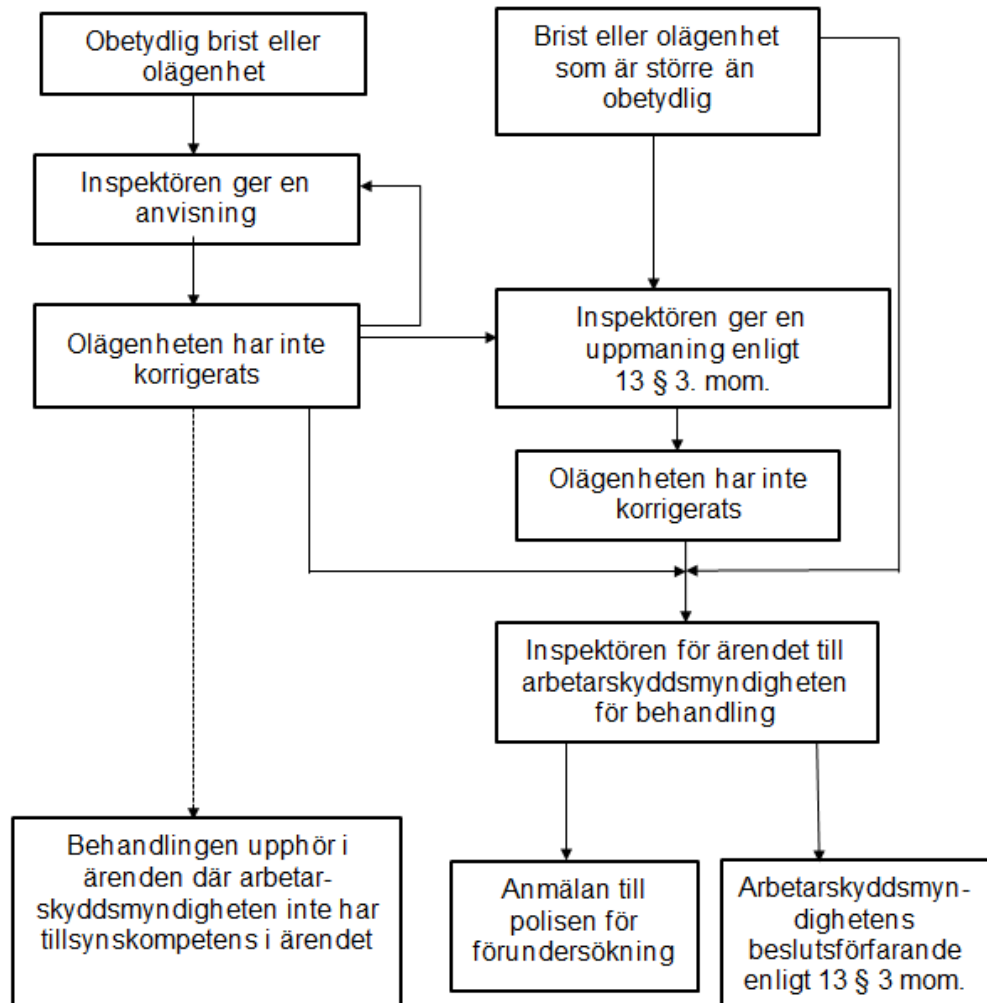 Obetydlig brist eller
olägenhet
Brist eller olägenhet
som är större än
obetydlig
Inspektören ger en
anvisning
Olägenheten har inte
korrigerats
Inspektören ger en
uppmaning enligt
13 § 3. mom.
Olägenheten har inte
korrigerats
Inspektören för ärendet till
arbetarskyddsmyndigheten
för behandling
Behandlingen upphör i
ärenden där arbetar-
skyddsmyndigheten inte har
tillsynskompetens i ärendet
Anmälan till
polisen för
förundersökning
Arbetarskyddsmyn-
dighetens
beslutsförfarande
enligt 13 § 3 mom.